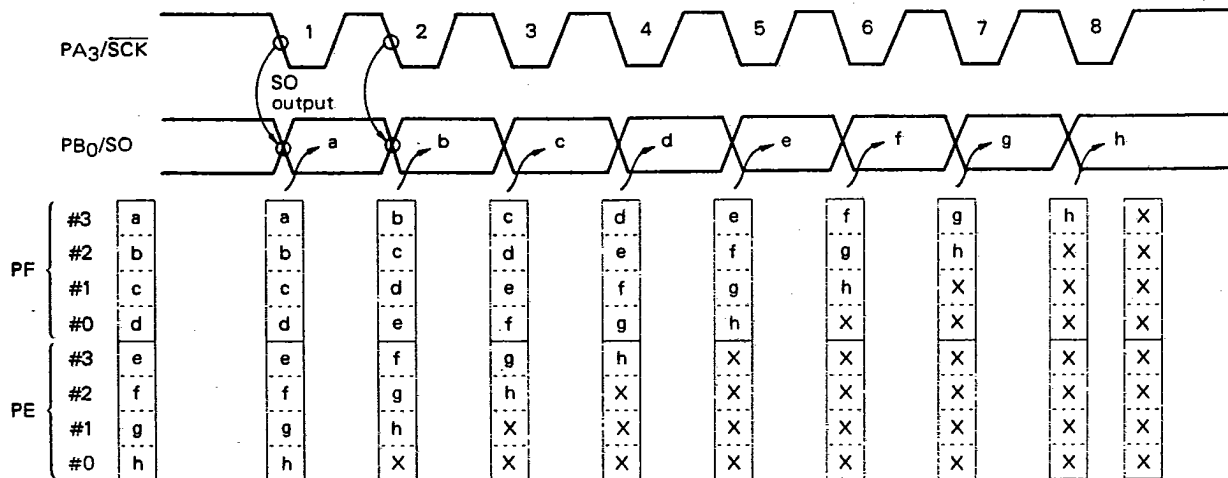 1 2 3 4 5 6 7 8
PA3/SCK
SO
output
PB0/SO a b c d e f g h
#3 a a b c d e f g h X
#2 b b c d e f g h X X
PF
#1 c c d e f g h X X X
#0 d d e f g h X X X X
#3 e e f g h X X X X X
#2 f f g h X X X X X X
PE
#1 g g h X X X X X X X
#0 h h X X X X X X X X